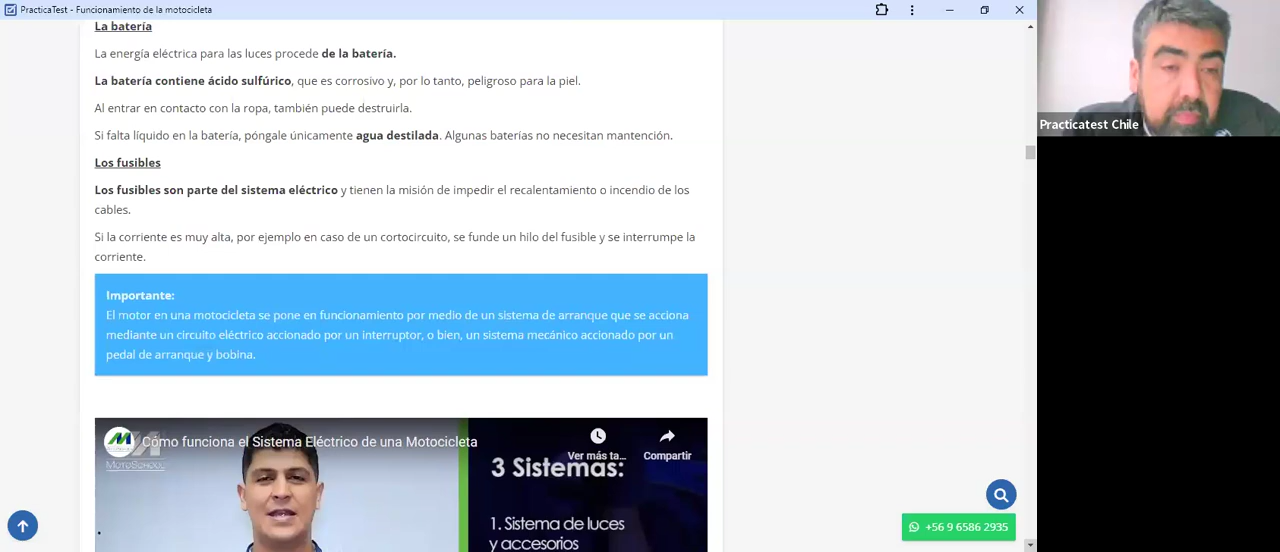 PracticaTest - Funcionamiento de la motocicleta
La batería
La energía eléctrica para las luces procede de la batería.
La batería contiene ácido sulfúrico, que es corrosivo y, por lo tanto, peligroso para la piel.
Al entrar en contacto con la ropa, también puede destruirla.
Si falta líquido en la batería, póngale únicamente agua destilada. Algunas baterías no necesitan mantención.
Los fusibles
Los fusibles son parte del sistema eléctrico y tienen la misión de impedir el recalentamiento o incendio de los
cables.
Si la corriente es muy alta, por ejemplo en caso de un cortocircuito, se funde un hilo del fusible y se interrumpe la
corriente.
Importante:
El motor en una motocicleta se pone en funcionamiento por medio de un sistema de arranque que se acciona
mediante un circuito eléctrico accionado por un interruptor, o bien, un sistema mecánico accionado por un
pedal de arranque y bobina.
Cómo funciona el Sistema Eléctrico de una Motocicleta
Ver más ta...
Compartir
MOTOSCHOOL
3 Sistemas:
1. Sistema de luces
y accesorios
+56 9 6586 2935
Practicatest Chile